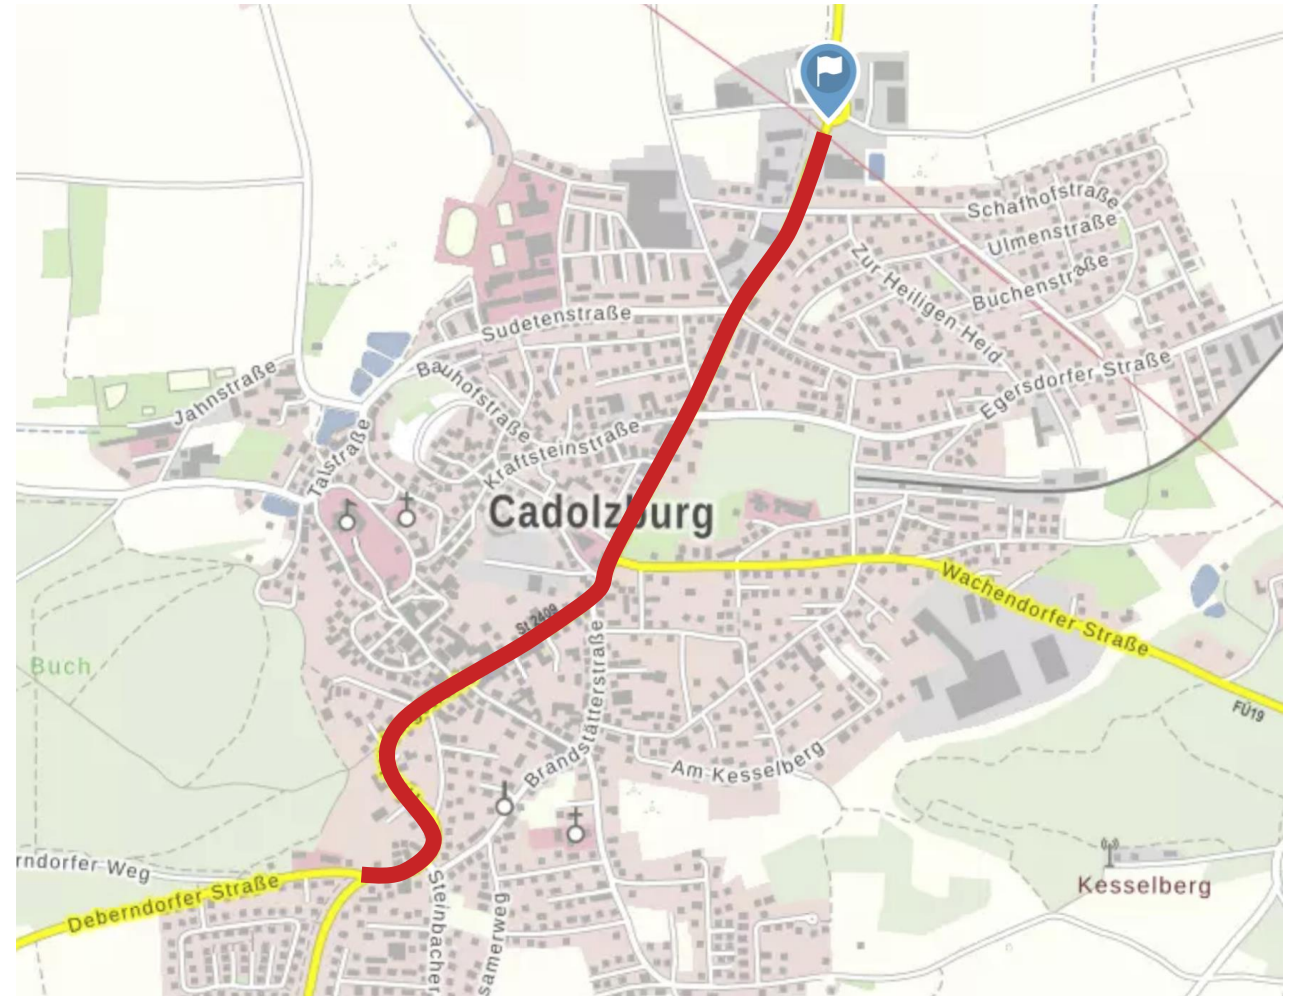 Schafhofstraße
Ulmenstraße
Zur Heiligen Heid
Buchenstraße
Sudetenstraße
Bauhofstraße
Egersdorfer Straße
Jahnstraße
Kraftsteinstraße
Talstraße
Cadolzburg
Wachendorfer Straße
St 2409
Buch
Brandstätterstraße
FÜ19
Am Kesselberg
rndorfer Weg
Kesselberg
Deberndorfer Straße
Steinbacher
samerweg